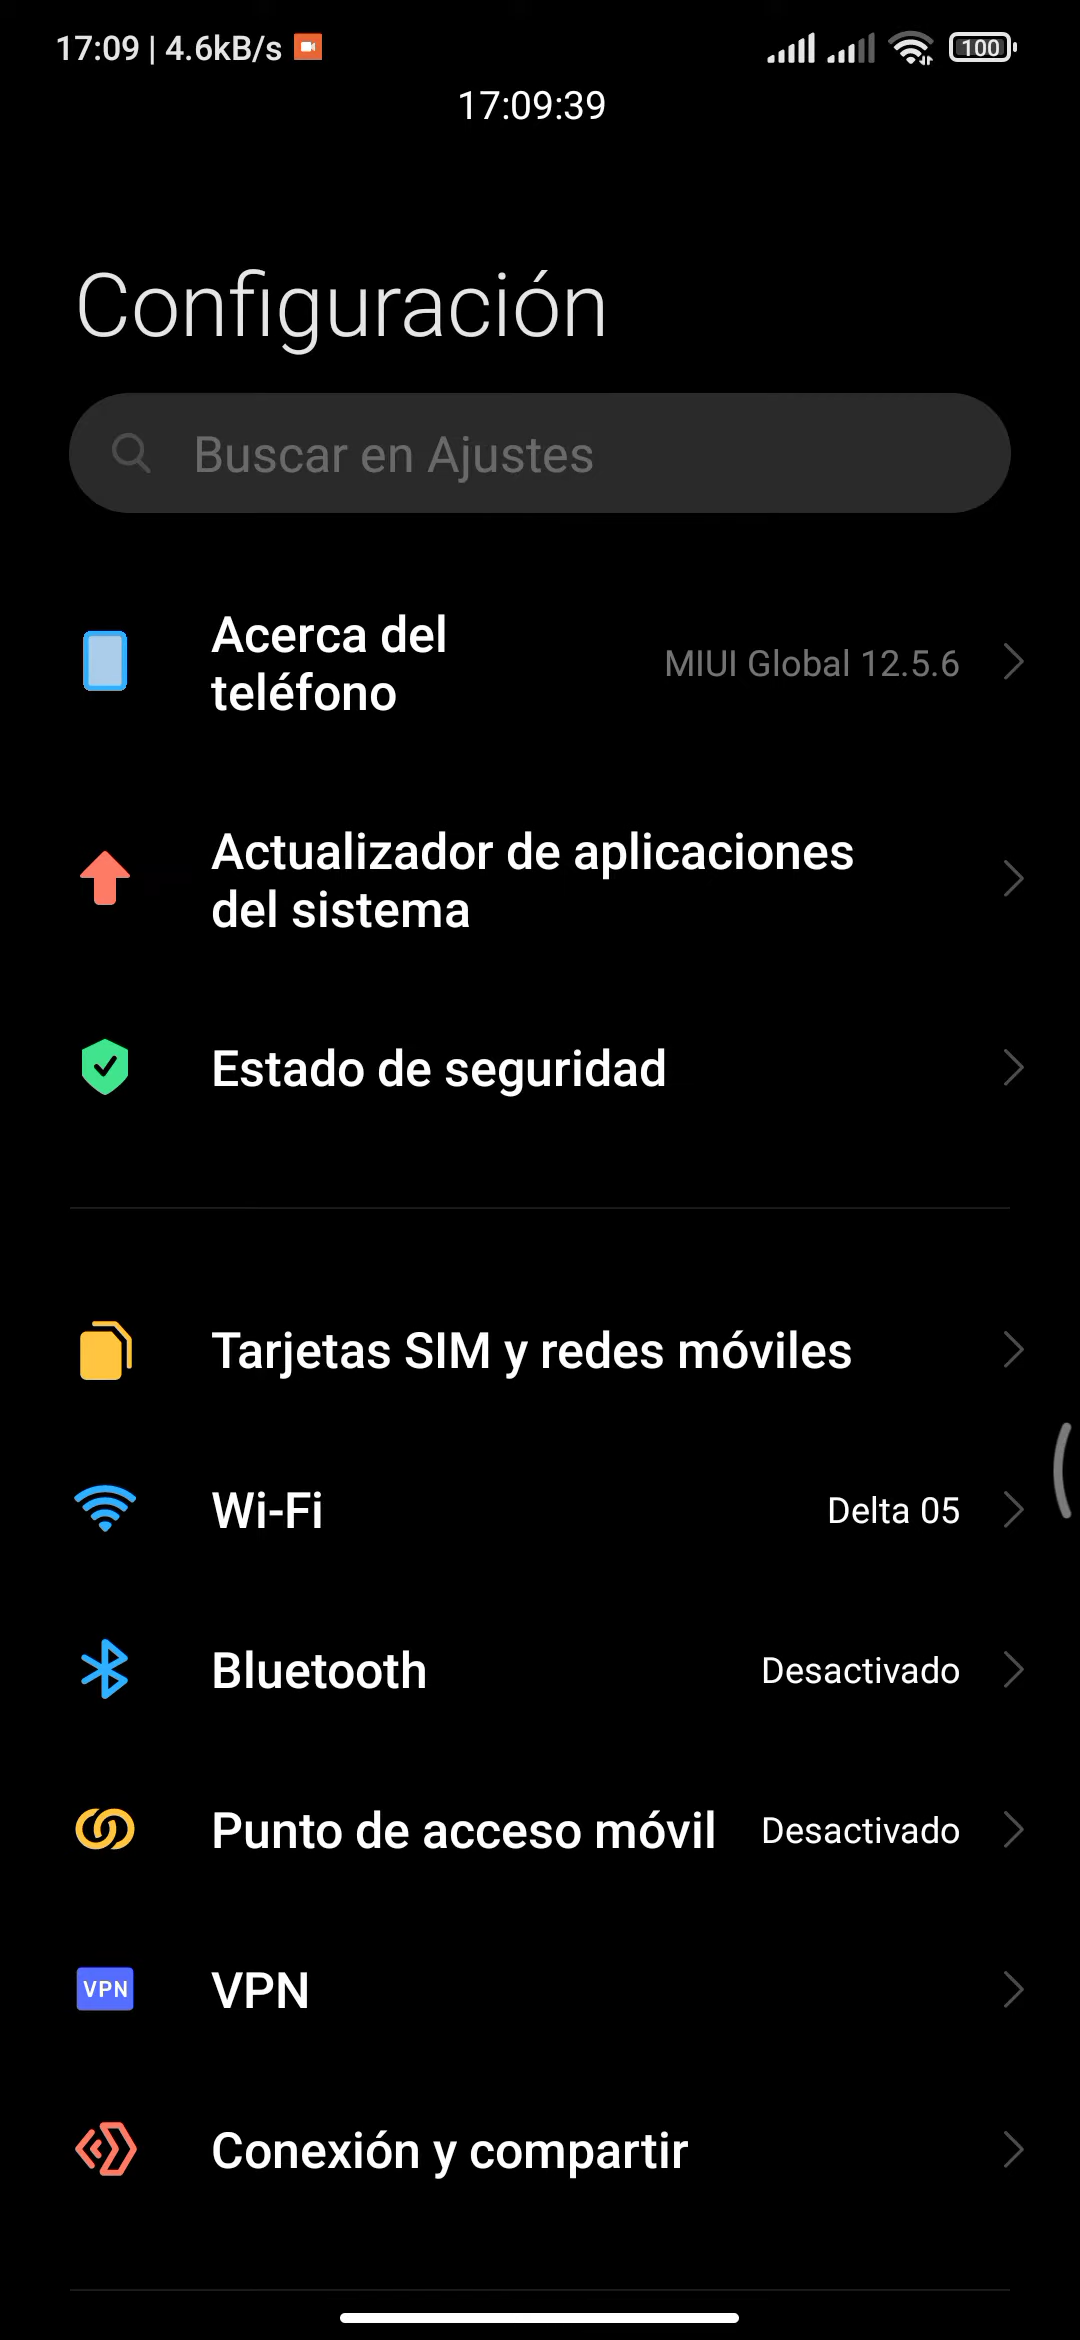 17:09 | 4.6kB/s
100
17:09:39
Configuración
Buscar en Ajustes
Acerca del
teléfono
MIUI Global 12.5.6
Actualizador de aplicaciones
del sistema
Estado de seguridad
Tarjetas SIM y redes móviles
Wi-Fi
Delta 05
Bluetooth
Desactivado
Punto de acceso móvil
Desactivado
VPN
VPN
Conexión y compartir